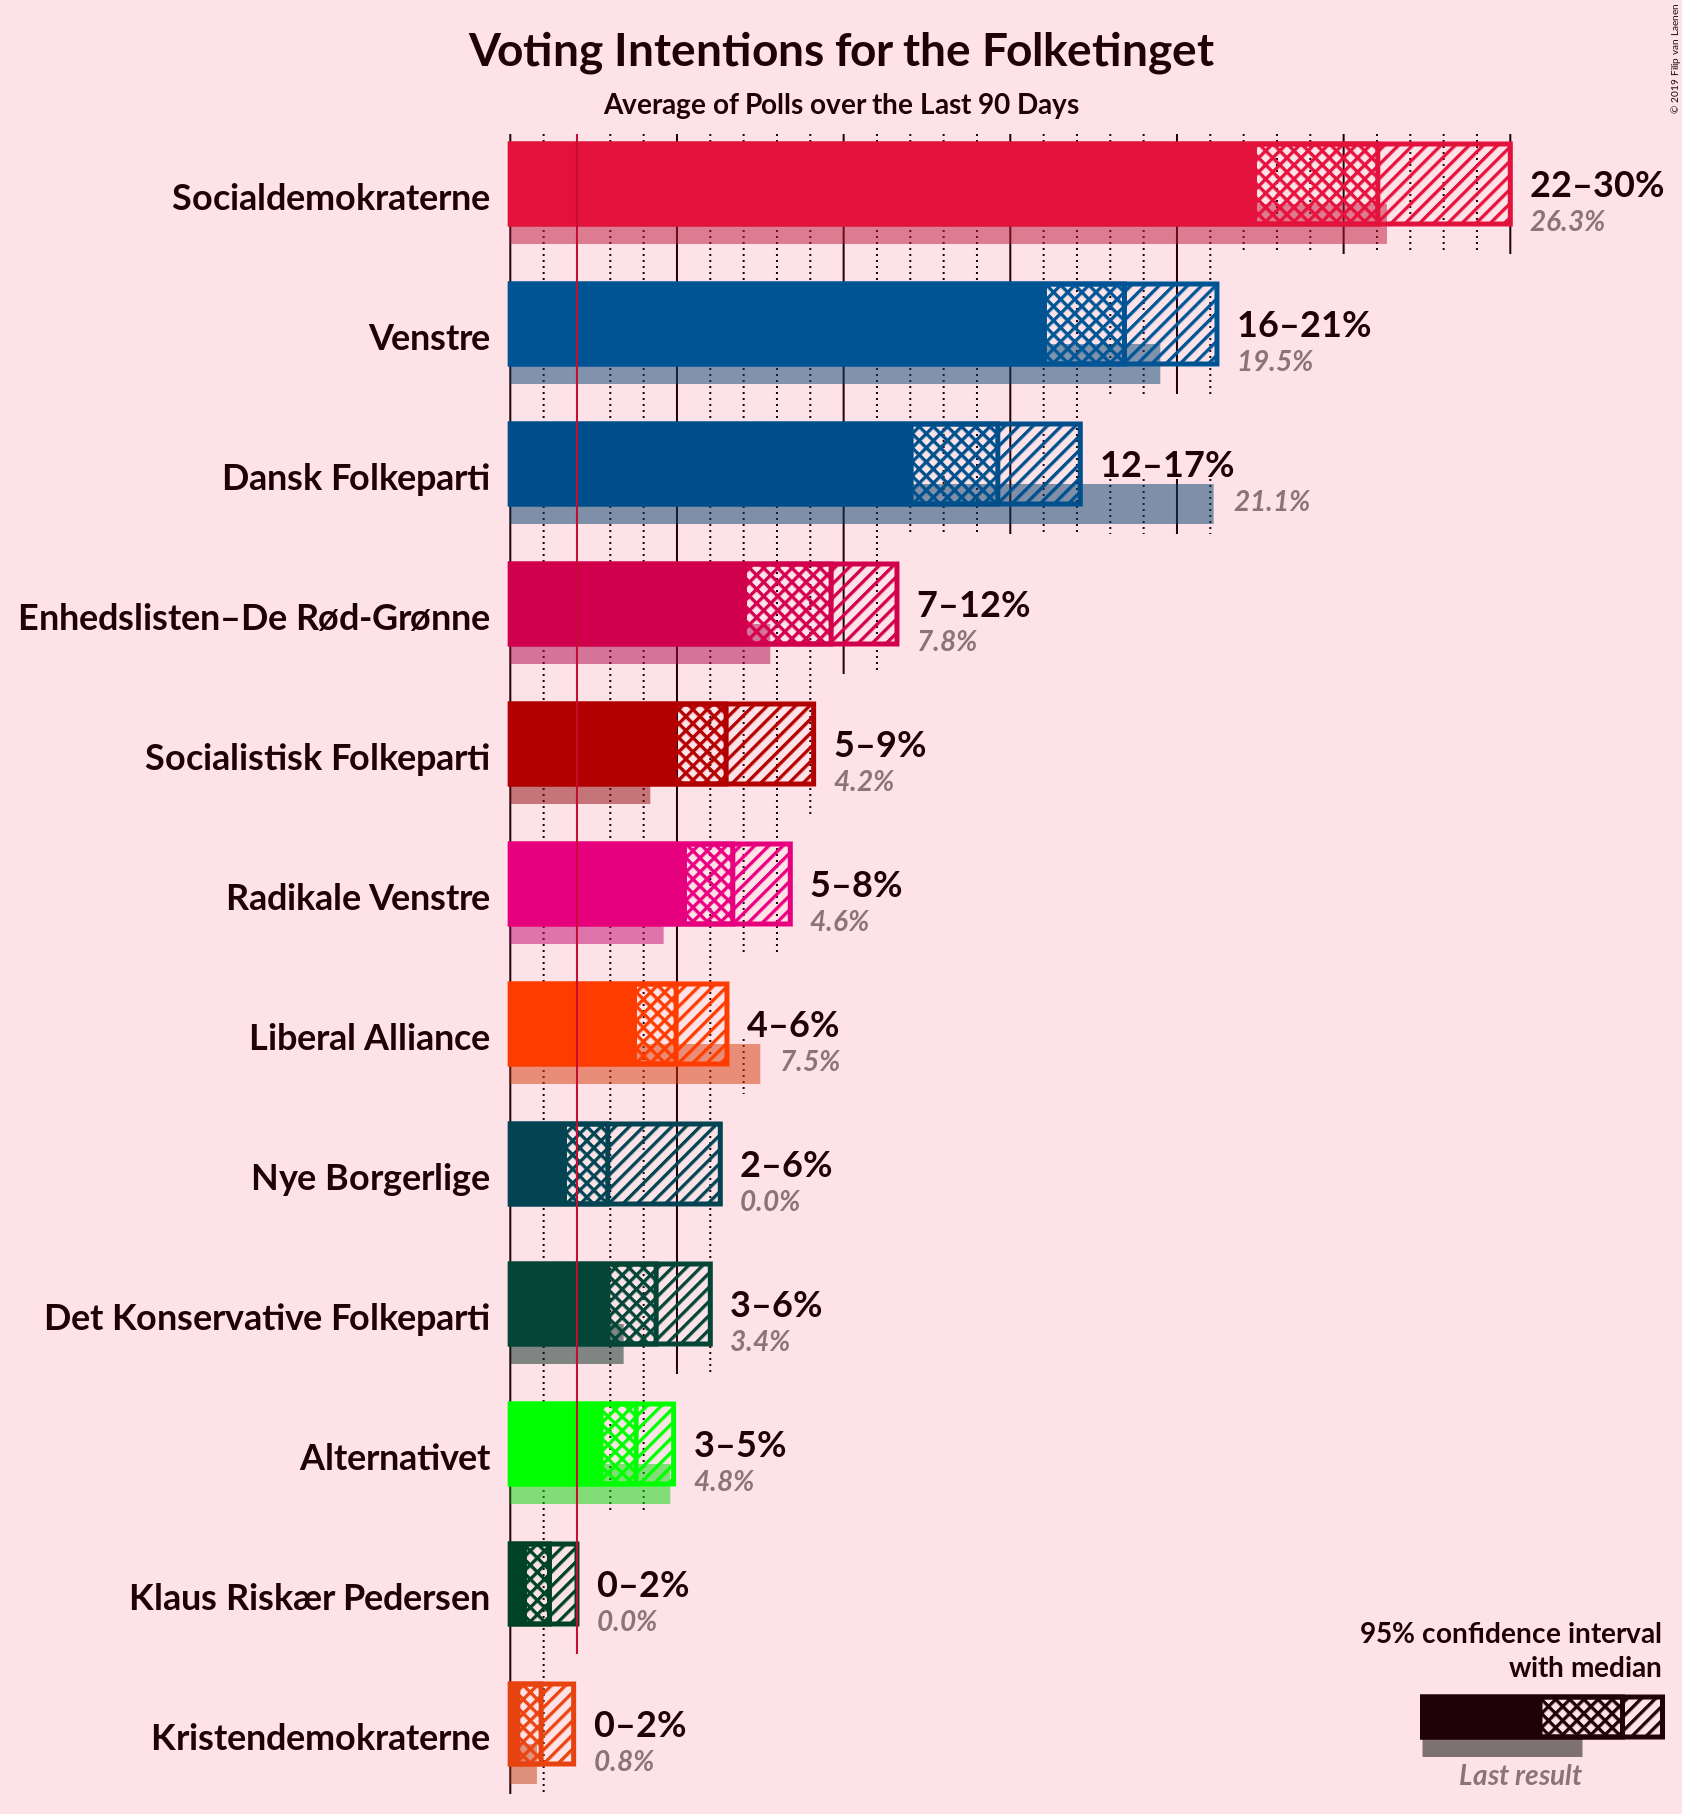 © 2019 Filip van Laenen
Voting Intentions for the Folketinget
Average of Polls over the Last 90 Days
Socialdemokraterne
22–30%
26.3%
Venstre
16–21%
19.5%
Dansk Folkeparti
12–17%
21.1%
Enhedslisten–De Rød-Grønne
7–12%
7.8%
Socialistisk Folkeparti
5–9%
4.2%
Radikale Venstre
5–8%
4.6%
Liberal Alliance
4–6%
7.5%
Nye Borgerlige
2–6%
0.0%
Det Konservative Folkeparti
3–6%
3.4%
Alternativet
3–5%
4.8%
Klaus Riskær Pedersen
0–2%
0.0%
Kristendemokraterne
0–2%
0.8%
95% confidence interval
with median
Last result